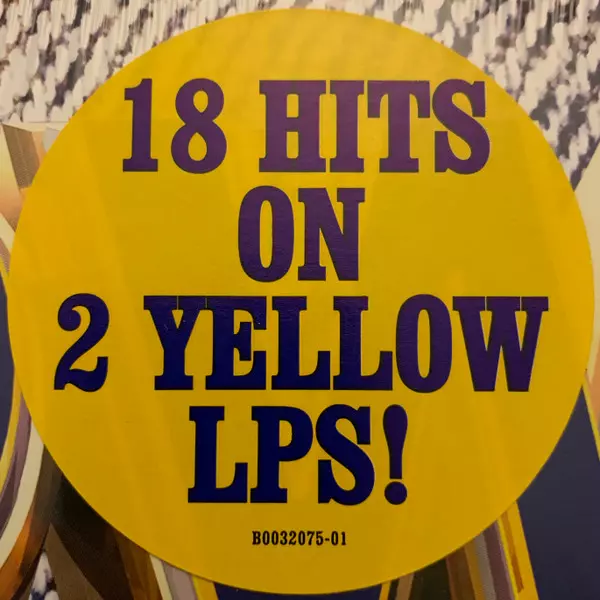 18 HITS
ON
2 YELLOW
LPS!
B0032075-01